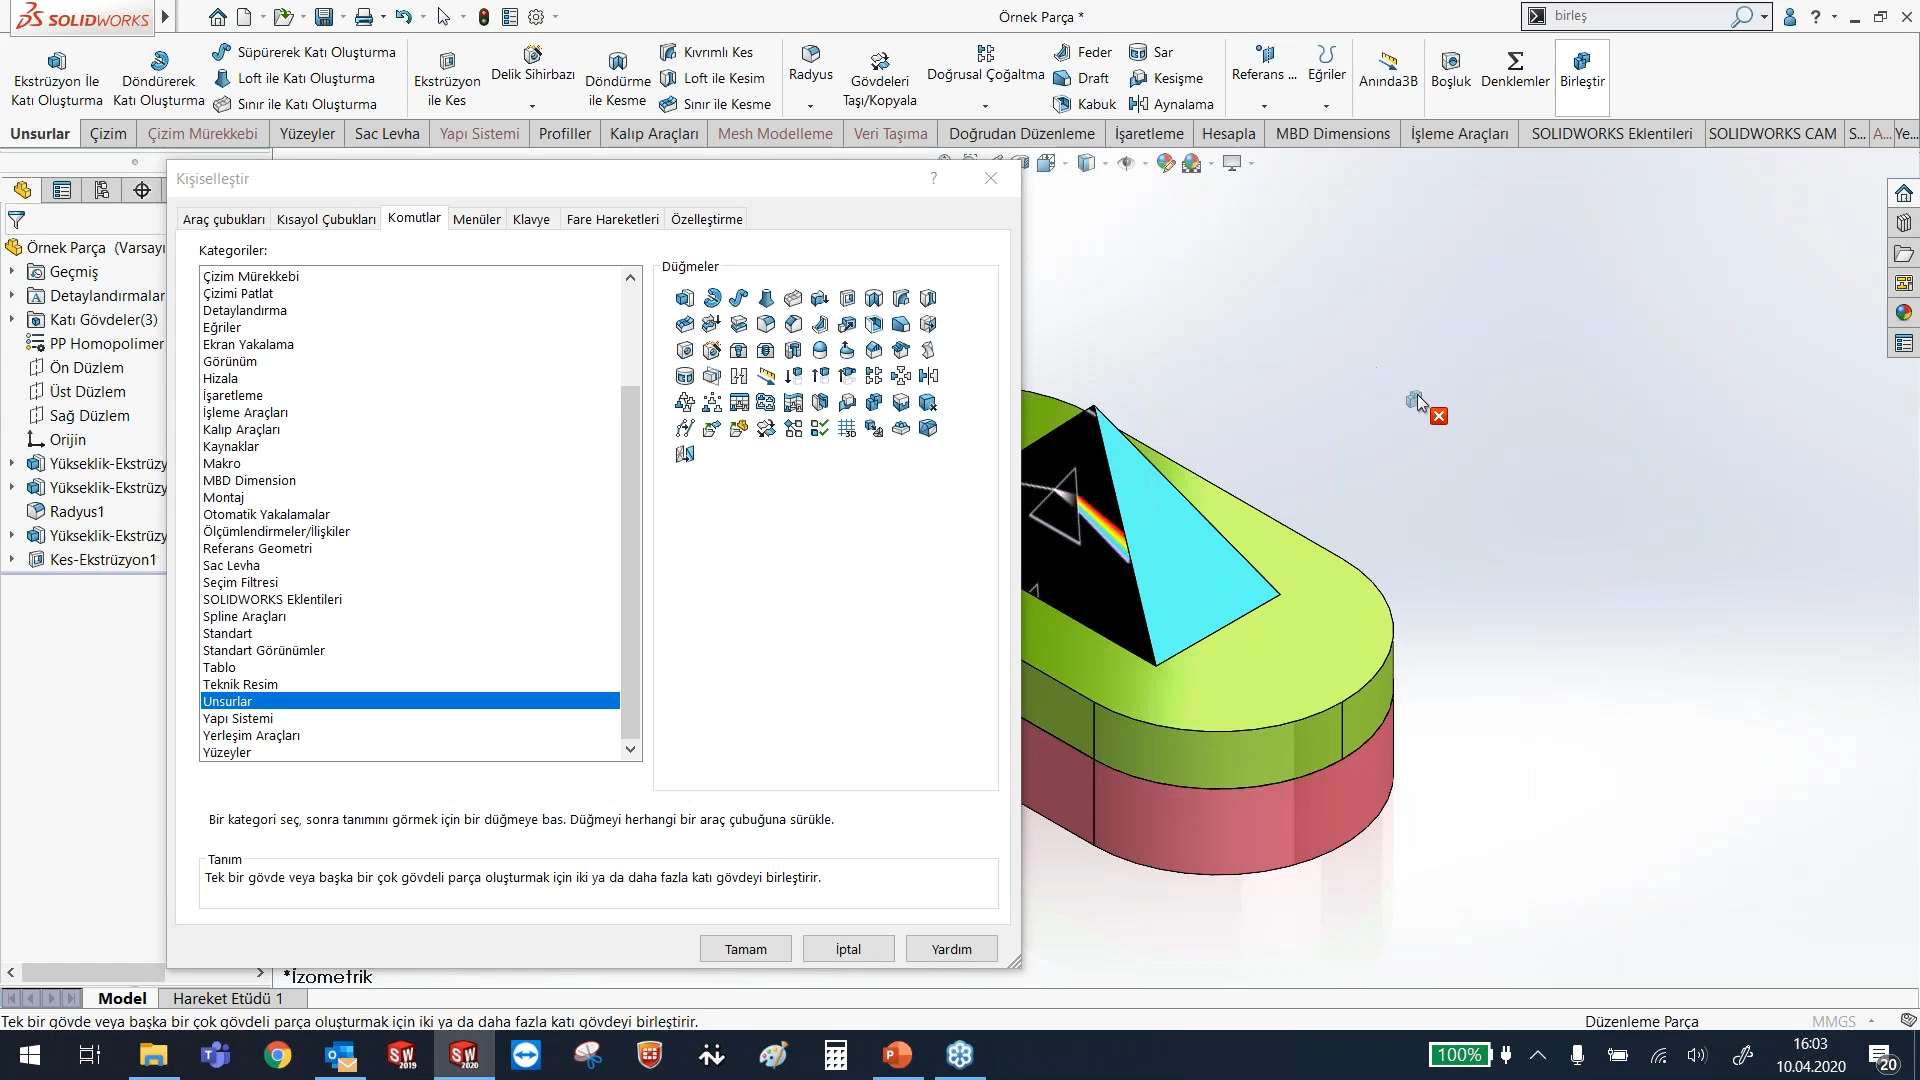 SOLIDWORKS
Örnek Parça *
birleş
Ekstrüzyon İle
Katı Oluşturma
Döndürerek
Katı Oluşturma
Süpürerek Katı Oluşturma
Loft ile Katı Oluşturma
Sınır ile Katı Oluşturma
Ekstrüzyon
ile Kes
Delik Sihirbazı
Döndürme
ile Kesme
Kıvrımlı Kes
Loft ile Kesim
Sınır ile Kesme
Radyus
Gövdeleri
Taşı/Kopyala
Doğrusal Çoğaltma
Feder
Draft
Kabuk
Sar
Kesişme
Aynalama
Referans ...
Eğriler
Anında3B
Boşluk
Denklemler
Birleştir
Unsurlar
Çizim
Çizim Mürekkebi
Yüzeyler
Sac Levha
Yapı Sistemi
Profiller
Kalıp Araçları
Mesh Modelleme
Veri Taşıma
Doğrudan Düzenleme
İşaretleme
Hesapla
MBD Dimensions
İşleme Araçları
SOLIDWORKS Eklentileri
SOLIDWORKS CAM
S...
A...
Ye...
Örnek Parça (Varsayı
Geçmiş
Detaylandırmalar
Katı Gövdeler(3)
PP Homopolimer
Ön Düzlem
Üst Düzlem
Sağ Düzlem
Orijin
Yükseklik-Ekstrüzy
Yükseklik-Ekstrüzy
Radyus1
Yükseklik-Ekstrüzy
Kes-Ekstrüzyon1
Kişiselleştir
Araç çubukları
Kısayol Çubukları
Komutlar
Menüler
Klavye
Fare Hareketleri
Özelleştirme
Kategoriler:
Çizim Mürekkebi
Çizimi Patlat
Detaylandırma
Eğriler
Ekran Yakalama
Görünüm
Hizala
İşaretleme
İşleme Araçları
Kalıp Araçları
Kaynaklar
Makro
MBD Dimension
Montaj
Otomatik Yakalamalar
Ölçümlendirmeler/İlişkiler
Referans Geometri
Sac Levha
Seçim Filtresi
SOLIDWORKS Eklentileri
Spline Araçları
Standart
Standart Görünümler
Tablo
Teknik Resim
Unsurlar
Yapı Sistemi
Yerleşim Araçları
Yüzeyler
Düğmeler
Bir kategori seç, sonra tanımını görmek için bir düğmeye bas. Düğmeyi herhangi bir araç çubuğuna sürükle.
Tanım
Tek bir gövde veya başka bir çok gövdeli parça oluşturmak için iki ya da daha fazla katı gövdeyi birleştirir.
Tamam
İptal
Yardım
*İzometrik
Model
Hareket Etüdü 1
Tek bir gövde veya başka bir çok gövdeli parça oluşturmak için iki ya da daha fazla katı gövdeyi birleştirir.
Düzenleme Parça
MMGS
SW 2019
SW 2020
100%
16:03
10.04.2020
20